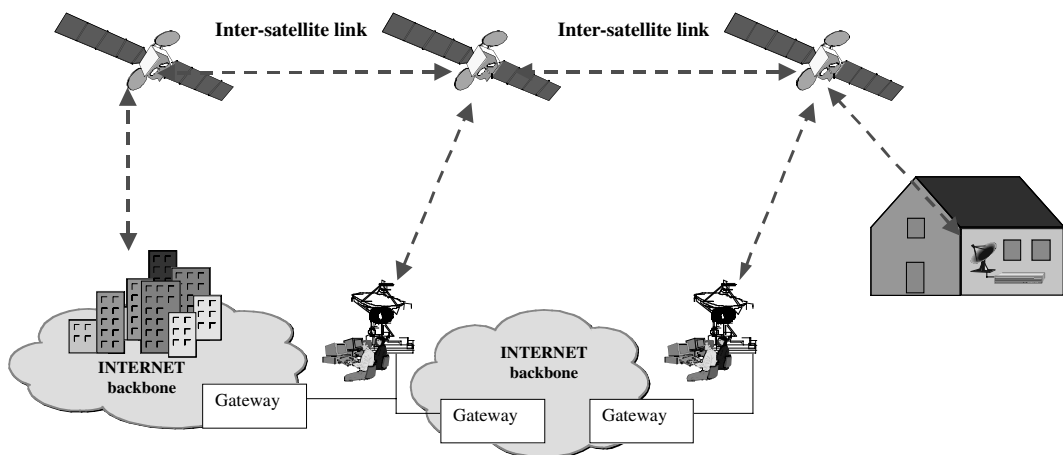 Inter-satellite link
Inter-satellite link
INTERNET
backbone
INTERNET
backbone
Gateway
Gateway
Gateway